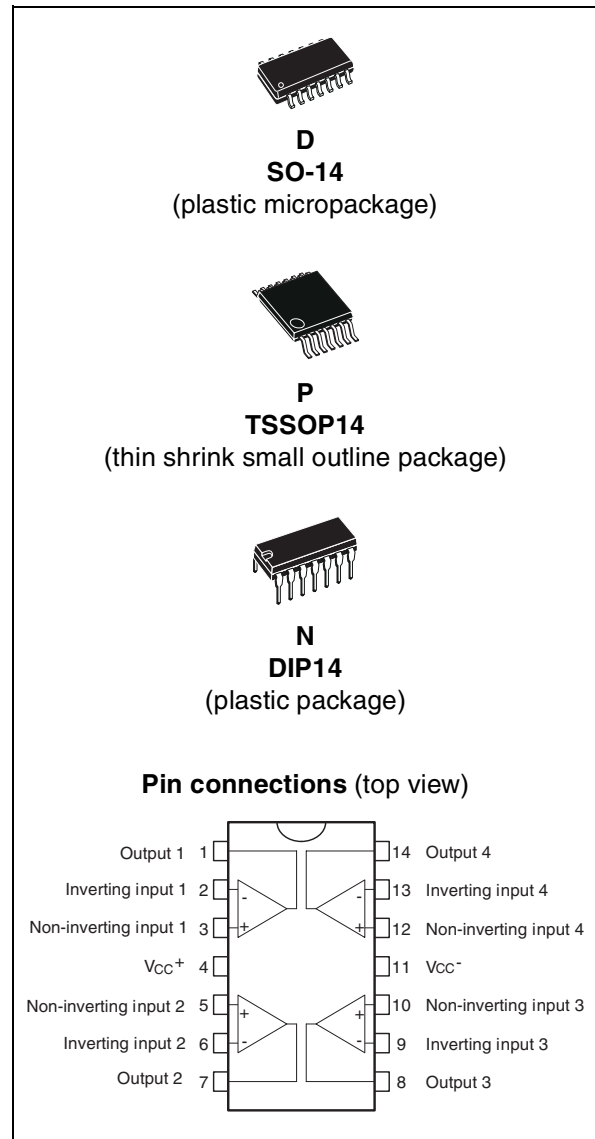 D
SO-14
(plastic micropackage)
P
TSSOP14
(thin shrink small outline package)
N
DIP14
(plastic package)
Pin connections (top view)
Output 1 1 14 Output 4
Inverting input 1 2 - - 13 Inverting input 4
Non-inverting input 1 3 + + 12 Non-inverting input 4
VCC+ 4 11 VCC-
Non-inverting input 2 5 + + 10 Non-inverting input 3
Inverting input 2 6 - - 9 Inverting input 3
Output 2 7 8 Output 3